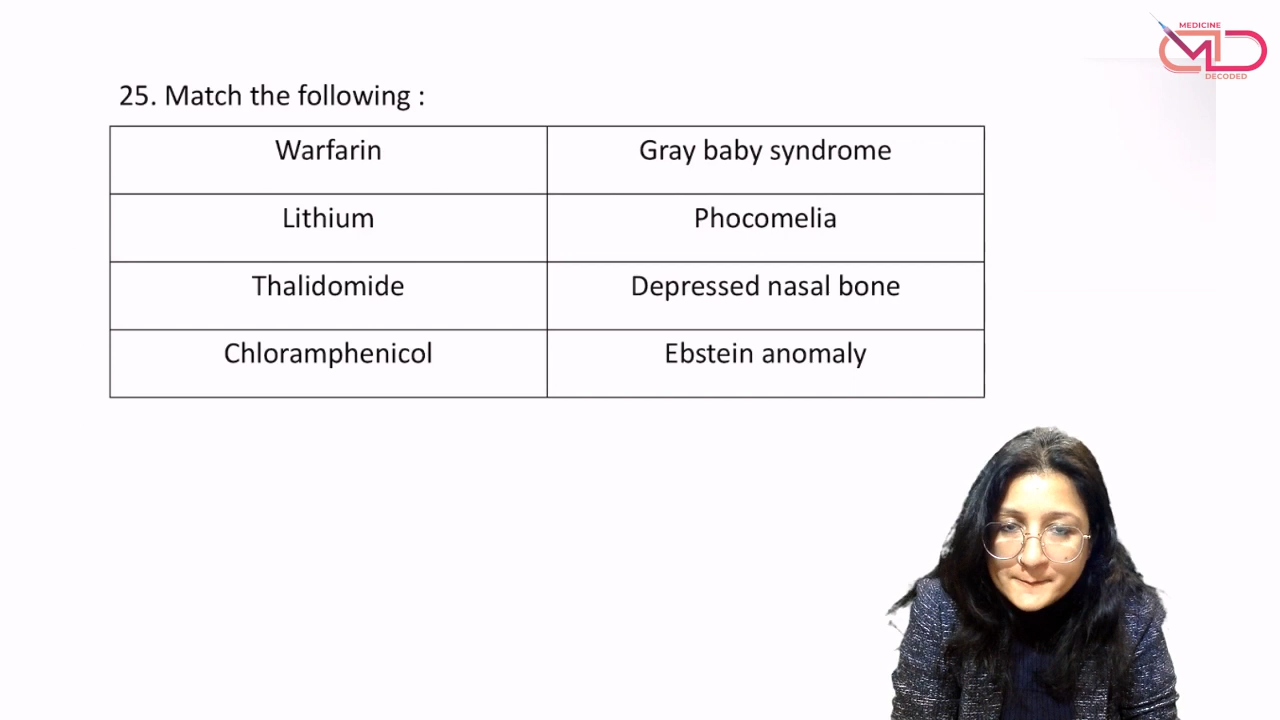 MEDICINE
MD
DECODED
25. Match the following :
Warfarin Gray baby syndrome
Lithium Phocomelia
Thalidomide Depressed nasal bone
Chloramphenicol Ebstein anomaly